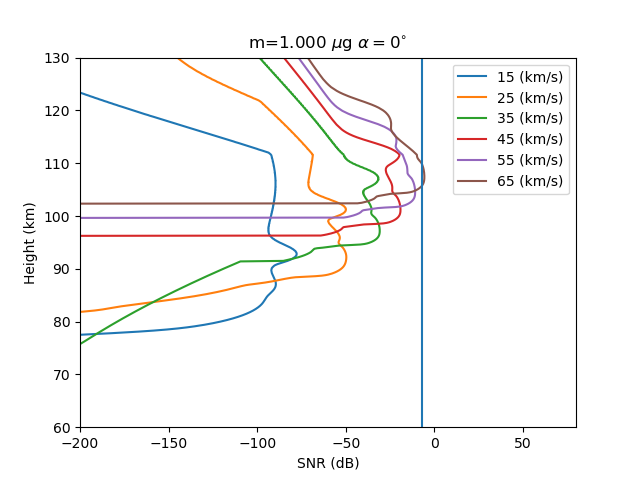 m=1.000 μg α = 0°
130
120
110
100
90
80
70
60
Height (km)
15 (km/s)
25 (km/s)
35 (km/s)
45 (km/s)
55 (km/s)
65 (km/s)
−200 −150 −100 −50 0 50
SNR (dB)